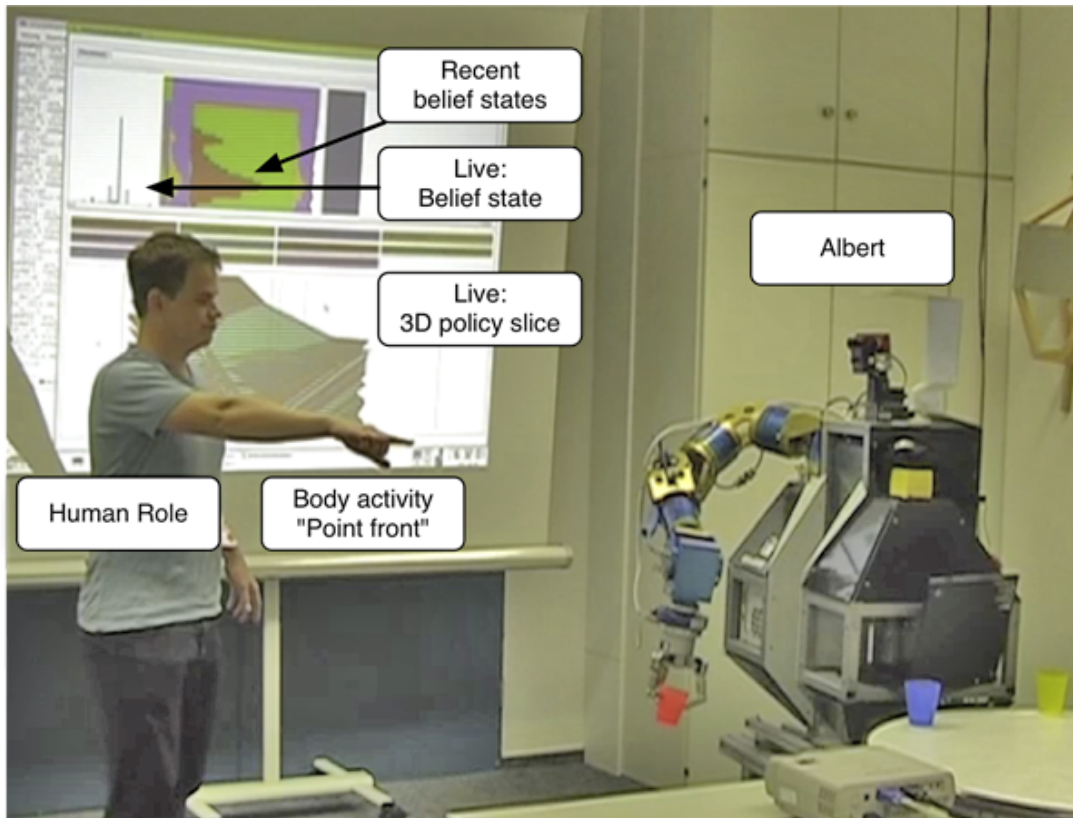 Recent
belief states
Live:
Belief state
Albert
Live:
3D policy slice
Human Role
Body activity
"Point front"